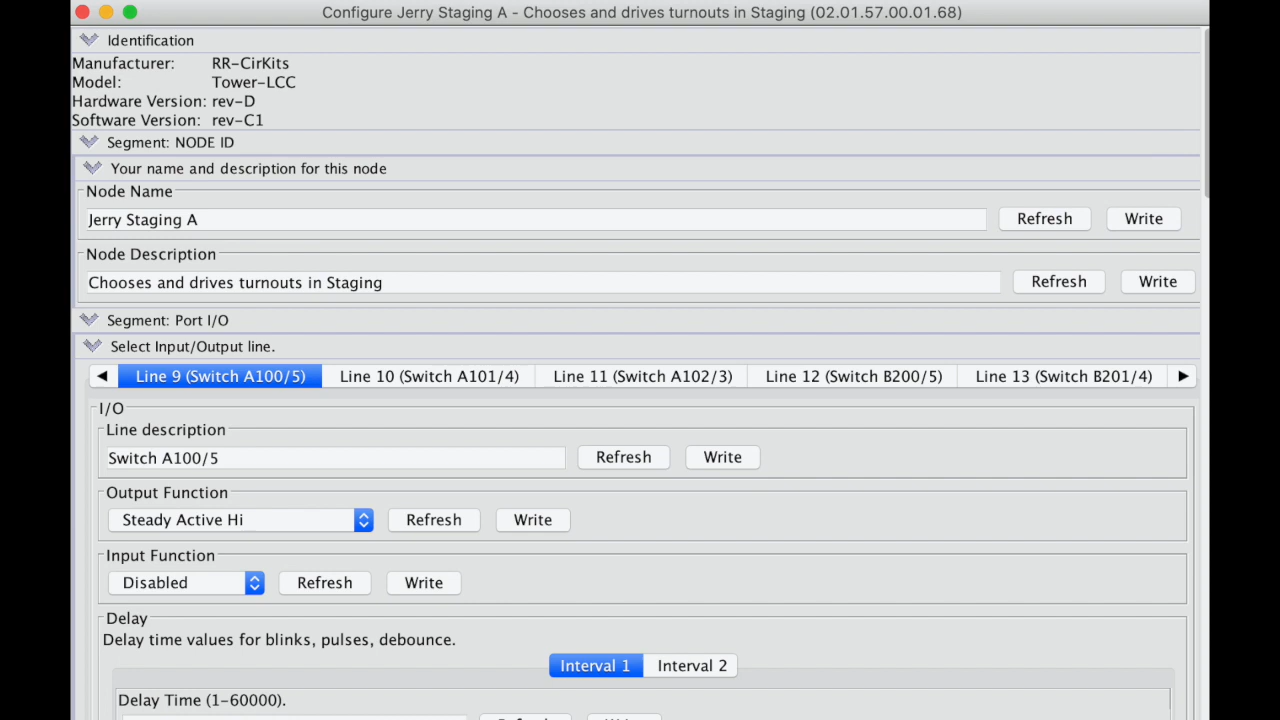 Configure Jerry Staging A - Chooses and drives turnouts in Staging (02.01.57.00.01.68)
Identification
Manufacturer: RR-CirKits
Model: Tower-LCC
Hardware Version: rev-D
Software Version: rev-C1
Segment: NODE ID
Your name and description for this node
Node Name
Jerry Staging A Refresh Write
Node Description
Chooses and drives turnouts in Staging Refresh Write
Segment: Port I/O
Select Input/Output line.
Line 9 (Switch A100/5) Line 10 (Switch A101/4) Line 11 (Switch A102/3) Line 12 (Switch B200/5) Line 13 (Switch B201/4)
I/O
Line description
Switch A100/5 Refresh Write
Output Function
Steady Active Hi Refresh Write
Input Function
Disabled Refresh Write
Delay
Delay time values for blinks, pulses, debounce.
Interval 1 Interval 2
Delay Time (1-60000).